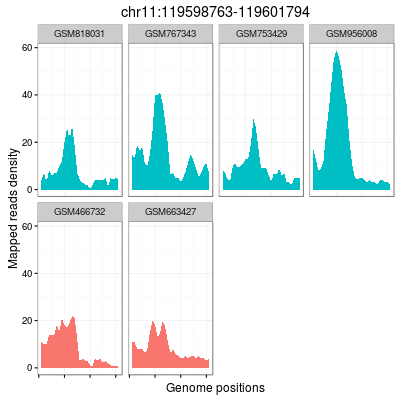 chr11:119598763-119601794
GSM818031 GSM767343 GSM753429 GSM956008
60
40
20
0
GSM466732 GSM663427
60
40
20
0
Mapped reads density
Genome positions